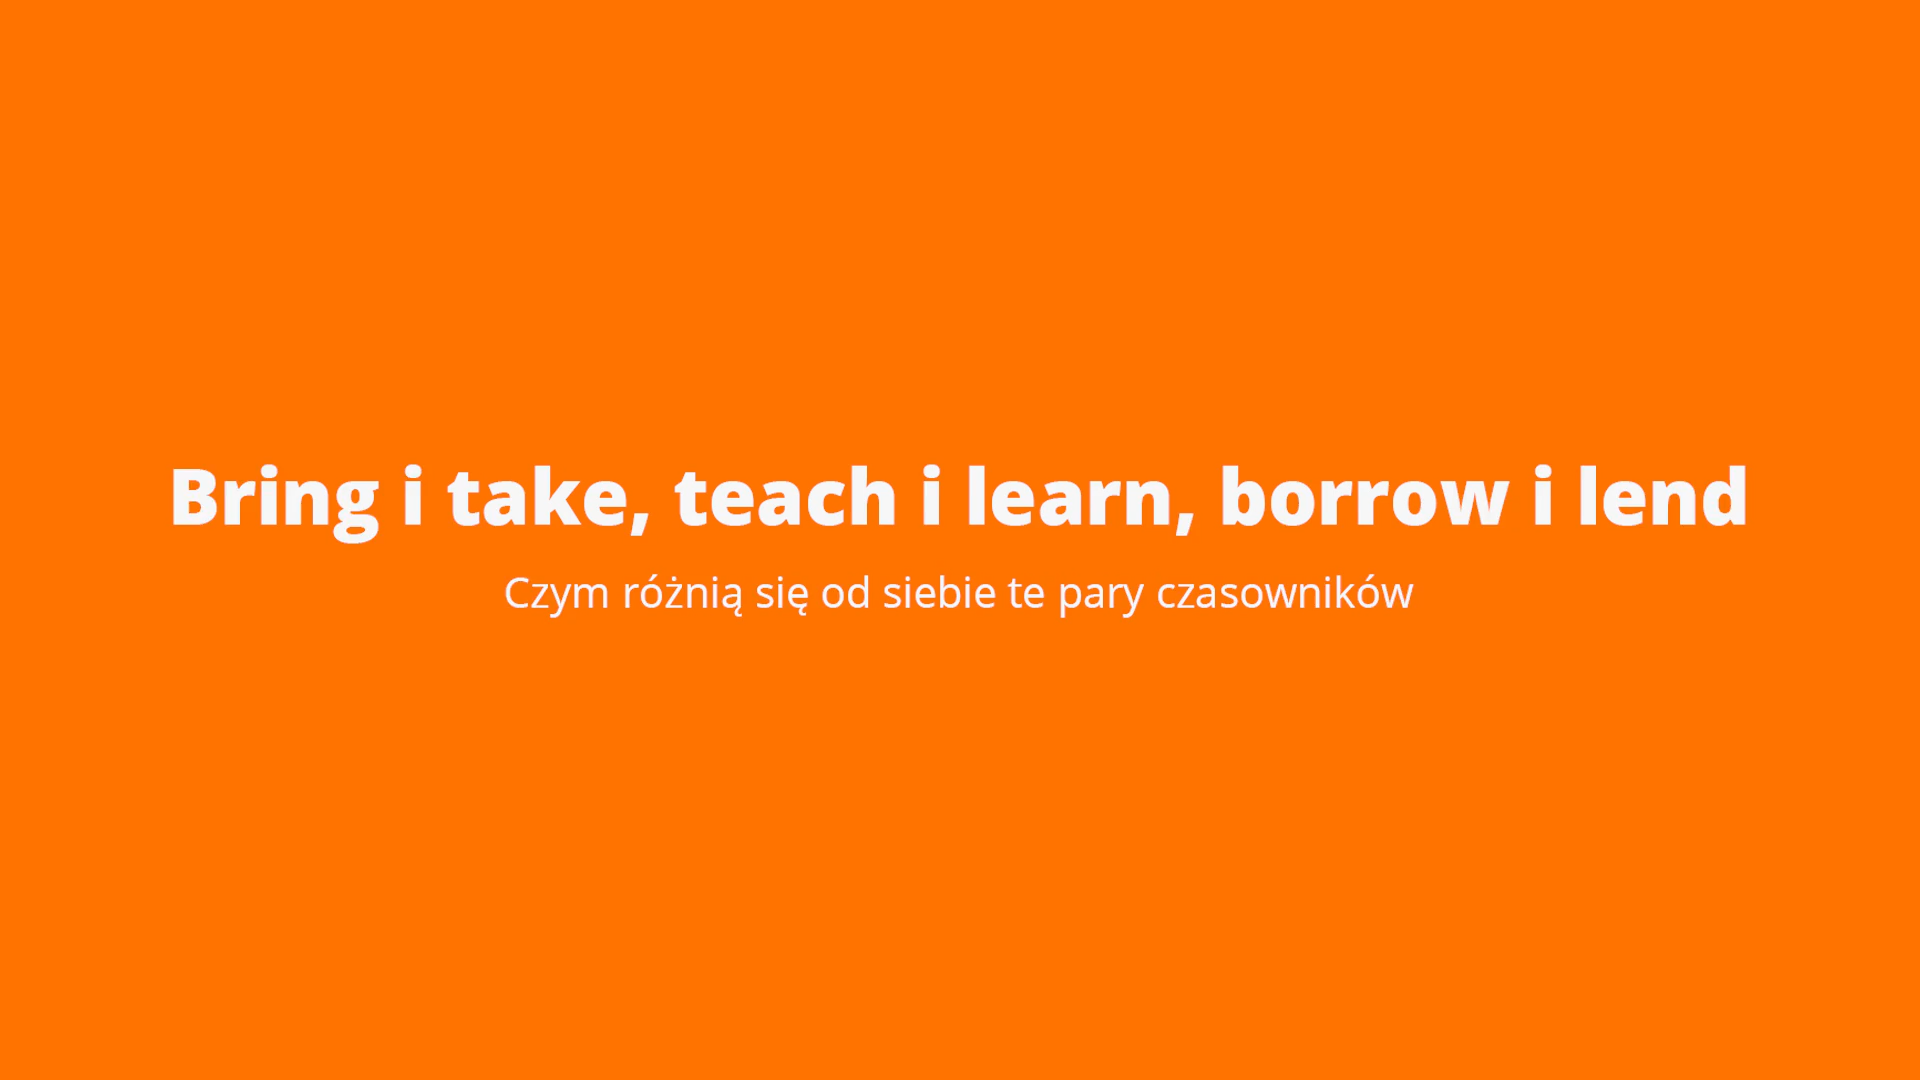 Bring i take, teach i learn, borrow i lend
Czym różnią się od siebie te pary czasowników